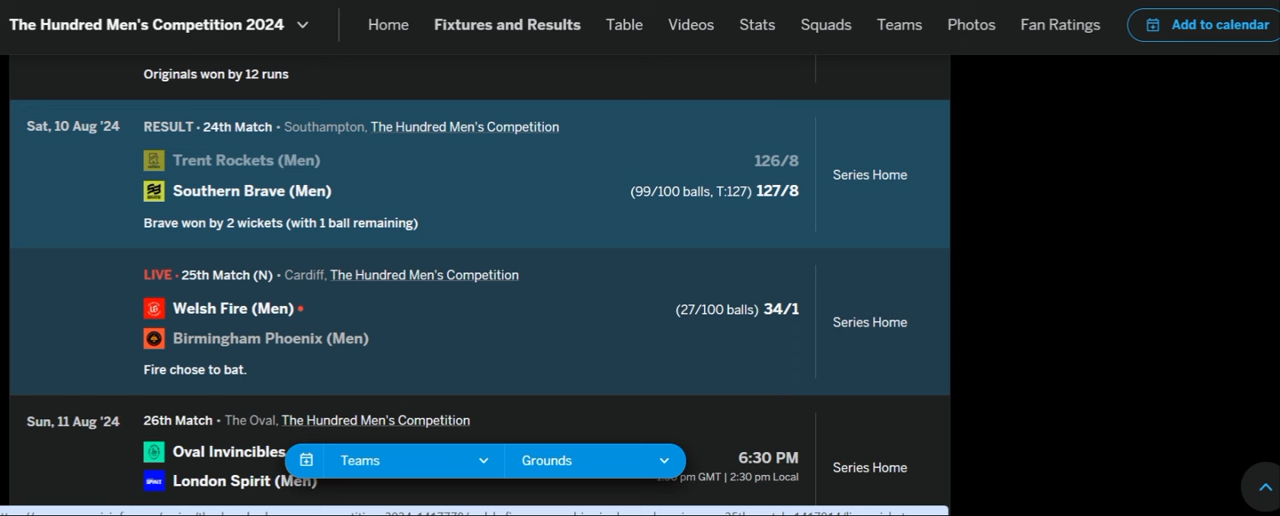 The Hundred Men's Competition 2024 Home Fixtures and Results Table Videos Stats Squads Teams Photos Fan Ratings Add to calendar
Originals won by 12 runs
Sat, 10 Aug '24 RESULT • 24th Match • Southampton, The Hundred Men's Competition
Trent Rockets (Men) 126/8
Southern Brave (Men) (99/100 balls, T:127) 127/8
Series Home
Brave won by 2 wickets (with 1 ball remaining)
LIVE • 25th Match (N) • Cardiff, The Hundred Men's Competition
Welsh Fire (Men) (27/100 balls) 34/1
Series Home
Birmingham Phoenix (Men)
Fire chose to bat.
Sun, 11 Aug '24 26th Match • The Oval, The Hundred Men's Competition
Oval Invincibles
Teams Grounds
6:30 PM
Series Home
London Spirit (Men)
pm GMT | 2:30 pm Local